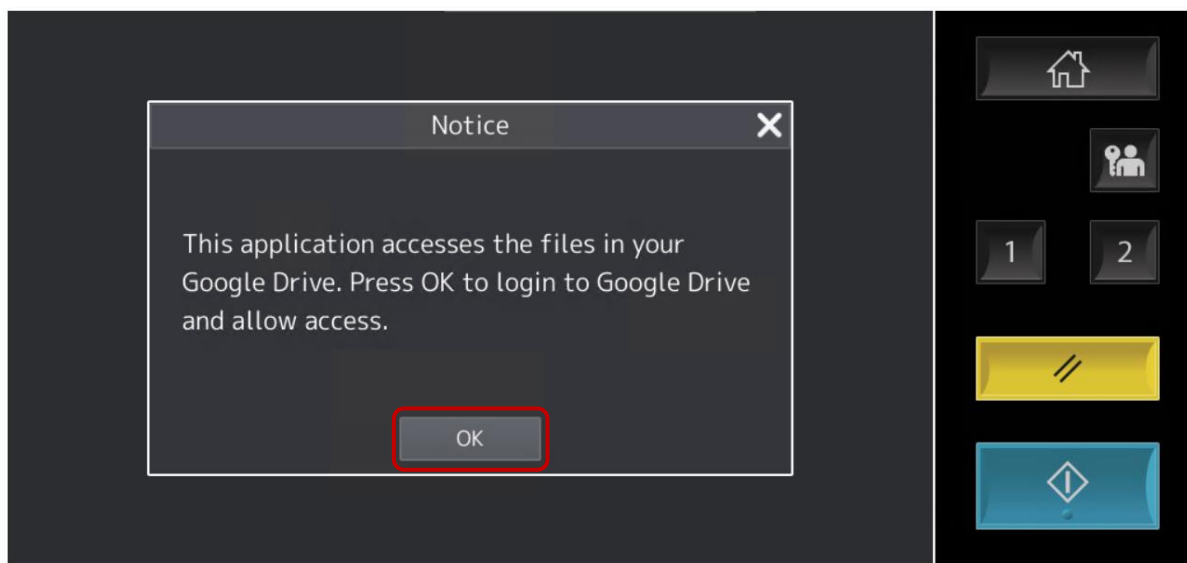 Notice
This application accesses the files in your
Google Drive. Press OK to login to Google Drive
and allow access.
OK
1
2